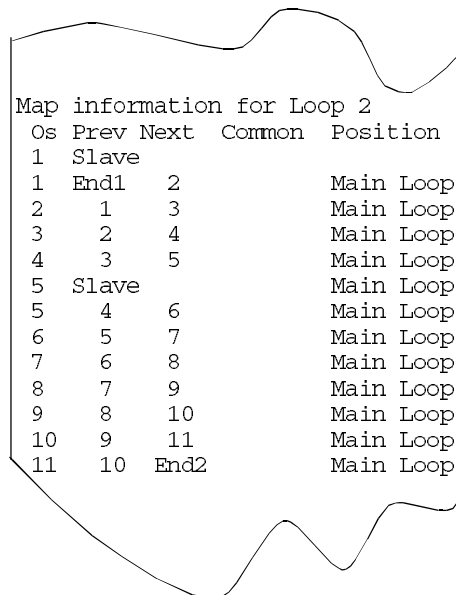 Map information for Loop 2
Os Prev Next Common Position
1 Slave
1 End1 2 Main Loop
2 1 3 Main Loop
3 2 4 Main Loop
4 3 5 Main Loop
5 Slave Main Loop
5 4 6 Main Loop
6 5 7 Main Loop
7 6 8 Main Loop
8 7 9 Main Loop
9 8 10 Main Loop
10 9 11 Main Loop
11 10 End2 Main Loop